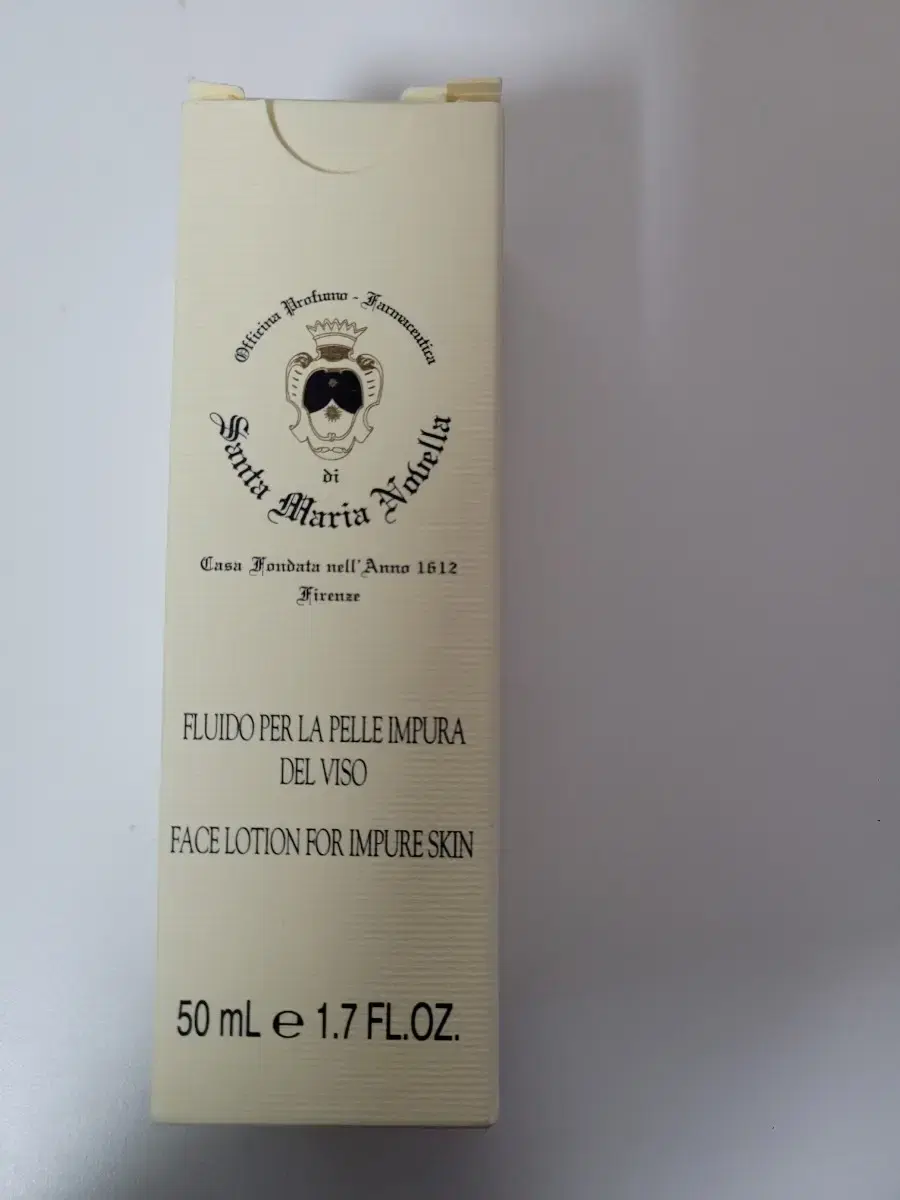 Officina Profumo - Farmaceutica
di
Santa Maria Novella
Casa Fondata nell'Anno 1612
Firenze
FLUIDO PER LA PELLE IMPURA
DEL VISO
FACE LOTION FOR IMPURE SKIN
50 mL ℮ 1.7 FL.OZ.